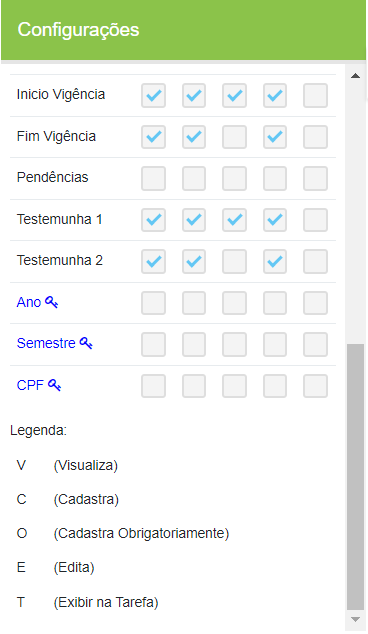 Configurações
Inicio Vigência
Fim Vigência
Pendências
Testemunha 1
Testemunha 2
Ano
Semestre
CPF
Legenda:
V (Visualiza)
C (Cadastra)
O (Cadastra Obrigatoriamente)
E (Edita)
T (Exibir na Tarefa)